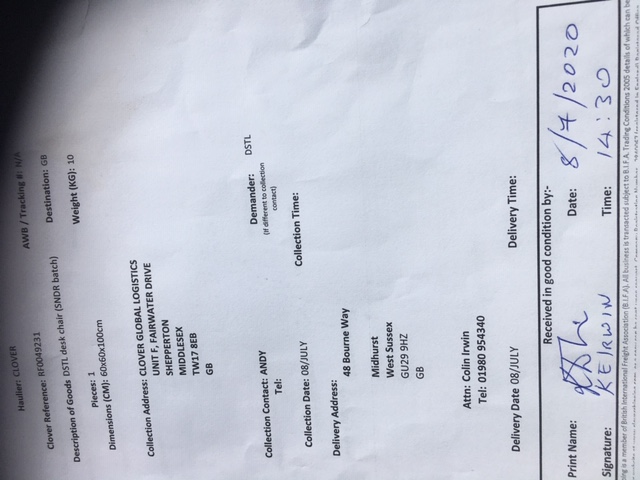 Haulier: CLOVER
AWB / Tracking #: N/A
Clover Reference: RF0049231
Destination: GB
Description of Goods DSTL desk chair (SNDR batch)
Weight (KG): 10
Pieces: 1
Dimensions (CM): 60x60x100cm
Collection Address: CLOVER GLOBAL LOGISTICS
UNIT F, FAIRWATER DRIVE
SHEPPERTON
MIDDLESEX
TW17 8EB
GB
Collection Contact: ANDY
Demander: DSTL
(If different to collection
contact)
Tel:
Collection Date: 08/JULY
Collection Time:
Delivery Address:
48 Bourne Way
Midhurst
West Sussex
GU29 9HZ
GB
Attn: Colin Irwin
Tel: 01980 954340
Delivery Date 08/JULY
Delivery Time:
Received in good condition by:-
Print Name:
Date: 8/7/2020
Signature: KEIRWIN
Time: 14:30
is a member of British International Freight Association (B.I.F.A). All business is transacted subject to B.I.F.A. Trading Conditions 2005 details of which can be